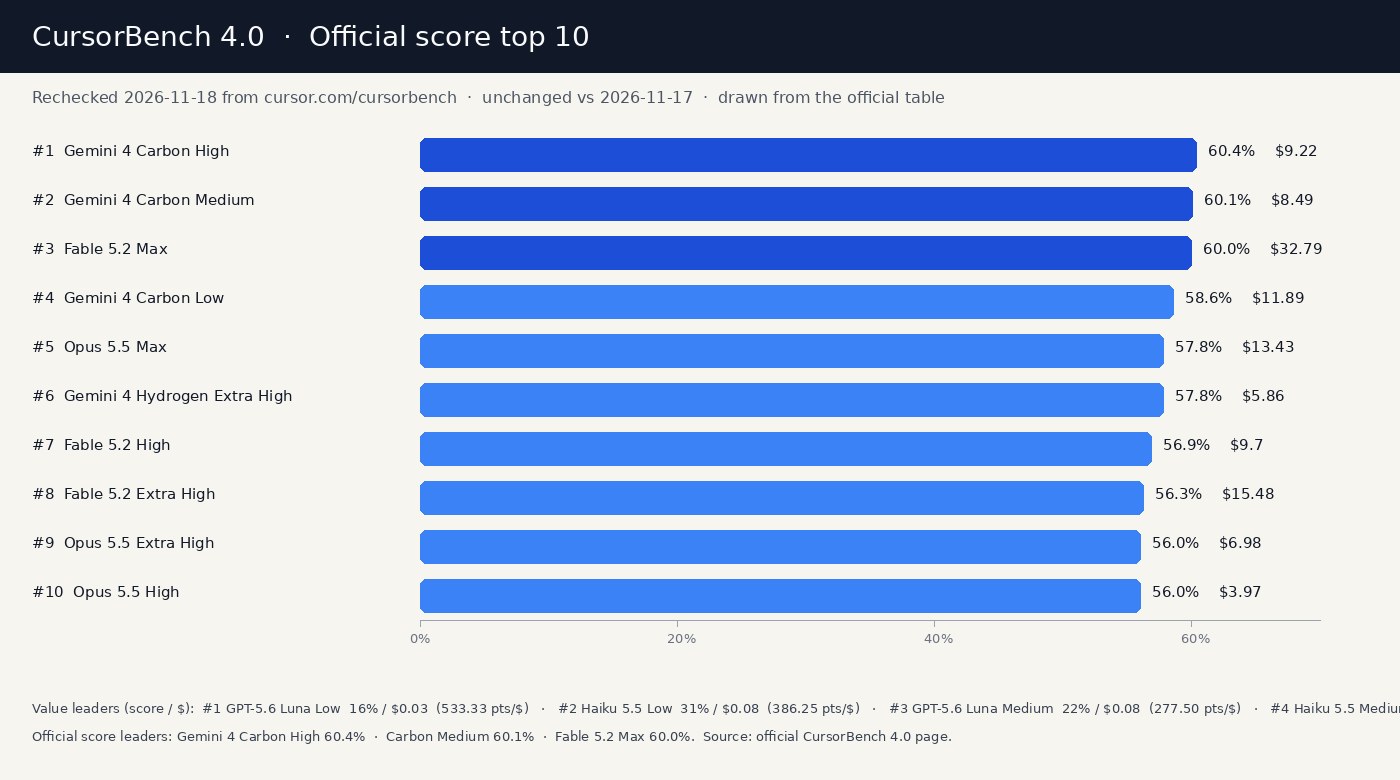 CursorBench 4.0 · Official score top 10
Rechecked 2026-11-18 from cursor.com/cursorbench · unchanged vs 2026-11-17 · drawn from the official table
#1 Gemini 4 Carbon High 60.4% $9.22
#2 Gemini 4 Carbon Medium 60.1% $8.49
#3 Fable 5.2 Max 60.0% $32.79
#4 Gemini 4 Carbon Low 58.6% $11.89
#5 Opus 5.5 Max 57.8% $13.43
#6 Gemini 4 Hydrogen Extra High 57.8% $5.86
#7 Fable 5.2 High 56.9% $9.7
#8 Fable 5.2 Extra High 56.3% $15.48
#9 Opus 5.5 Extra High 56.0% $6.98
#10 Opus 5.5 High 56.0% $3.97
0% 20% 40% 60%
Value leaders (score / $): #1 GPT-5.6 Luna Low 16% / $0.03 (533.33 pts/$) · #2 Haiku 5.5 Low 31% / $0.08 (386.25 pts/$) · #3 GPT-5.6 Luna Medium 22% / $0.08 (277.50 pts/$) · #4 Haiku 5.5
Official score leaders: Gemini 4 Carbon High 60.4% · Carbon Medium 60.1% · Fable 5.2 Max 60.0%. Source: official CursorBench 4.0 page.